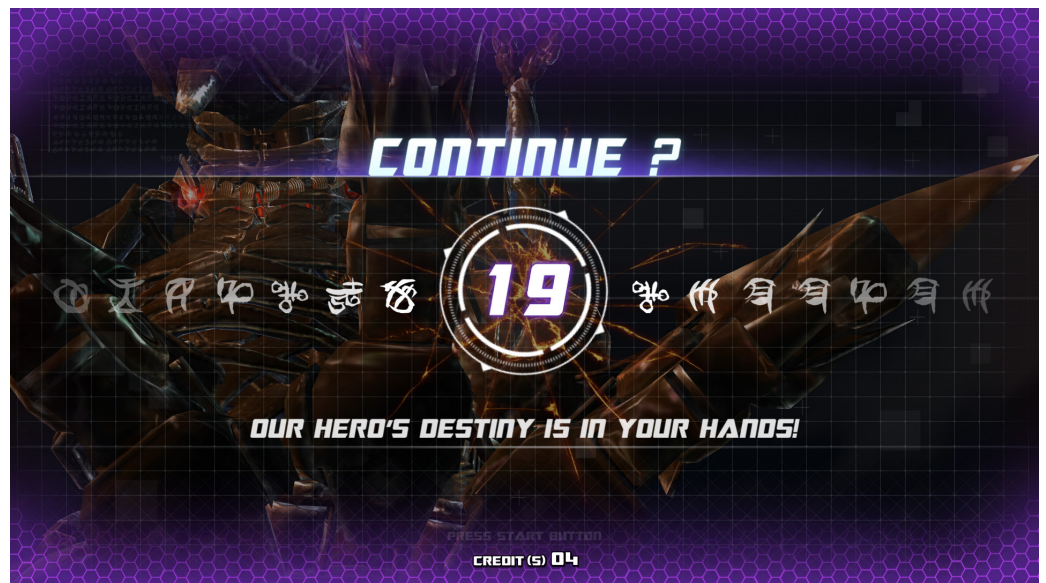 CONTINUE ?
19
OUR HERO'S DESTINY IS IN YOUR HANDS!
PRESS START BUTTON
CREDIT (S) 04